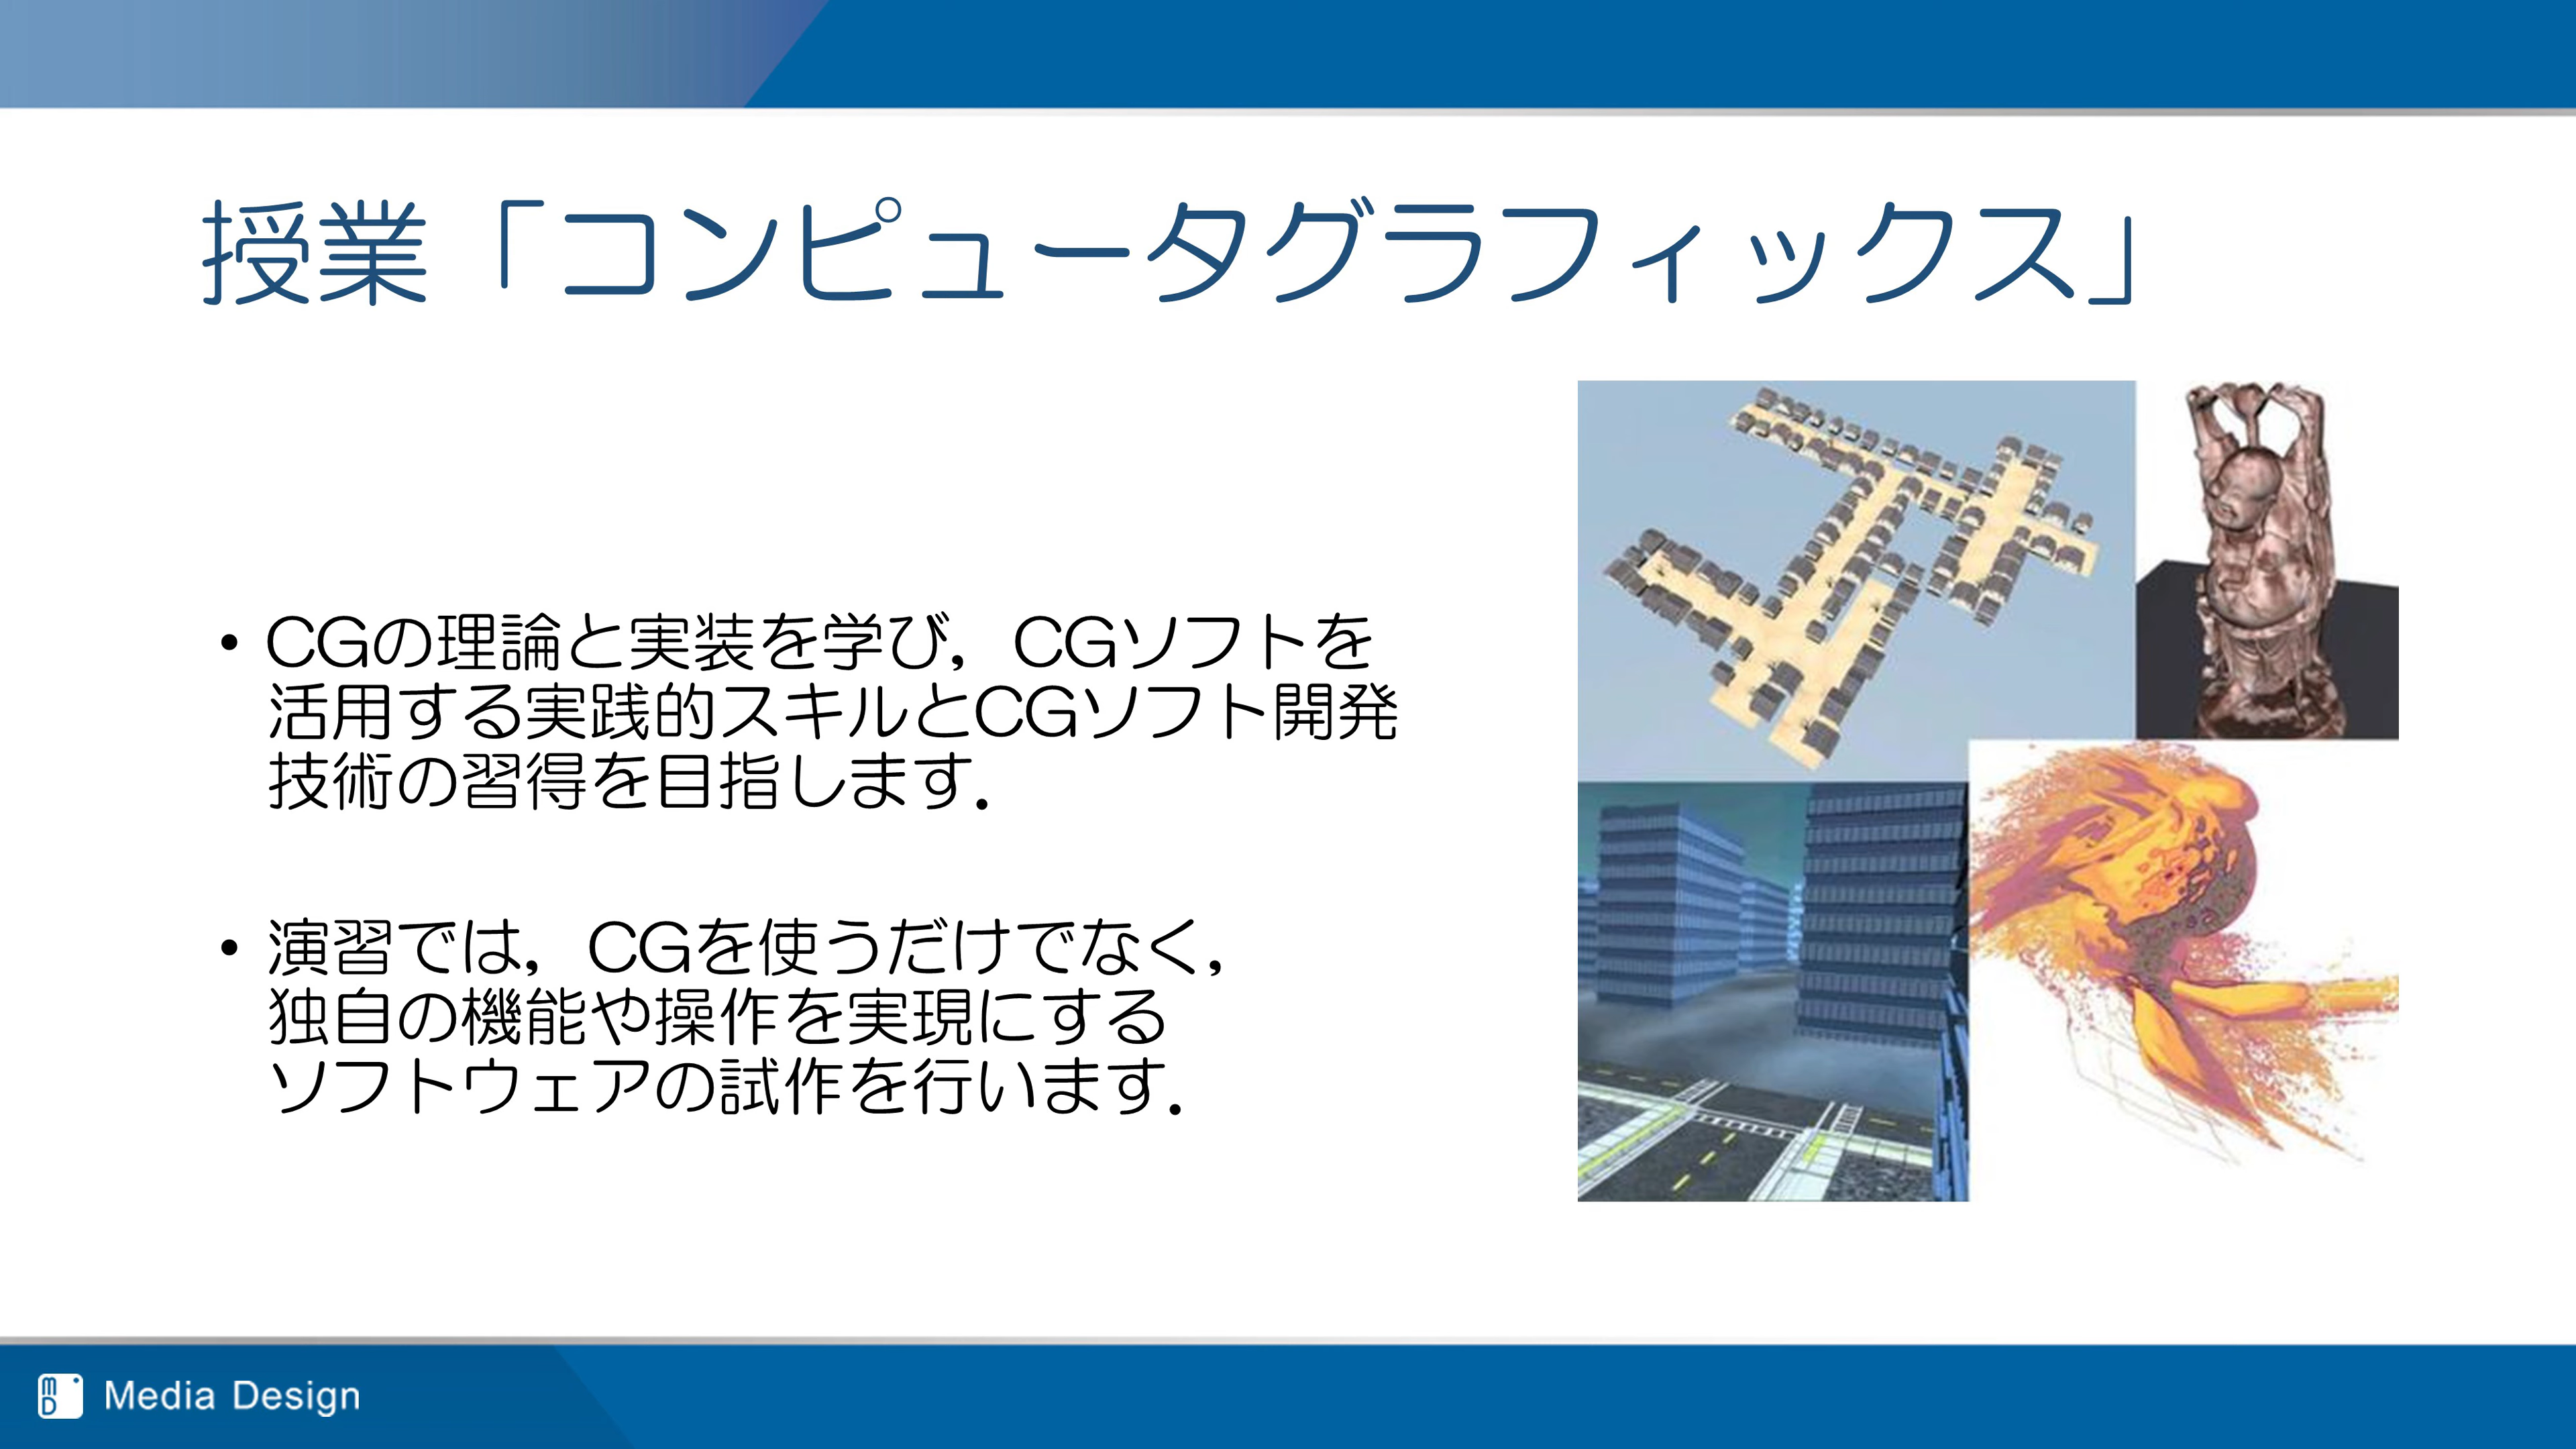 授業「コンピュータグラフィックス」
• CGの理論と実装を学び，CGソフトを
活用する実践的スキルとCGソフト開発
技術の習得を目指します．
• 演習では，CGを使うだけでなく，
独自の機能や操作を実現にする
ソフトウェアの試作を行います．
mD Media Design